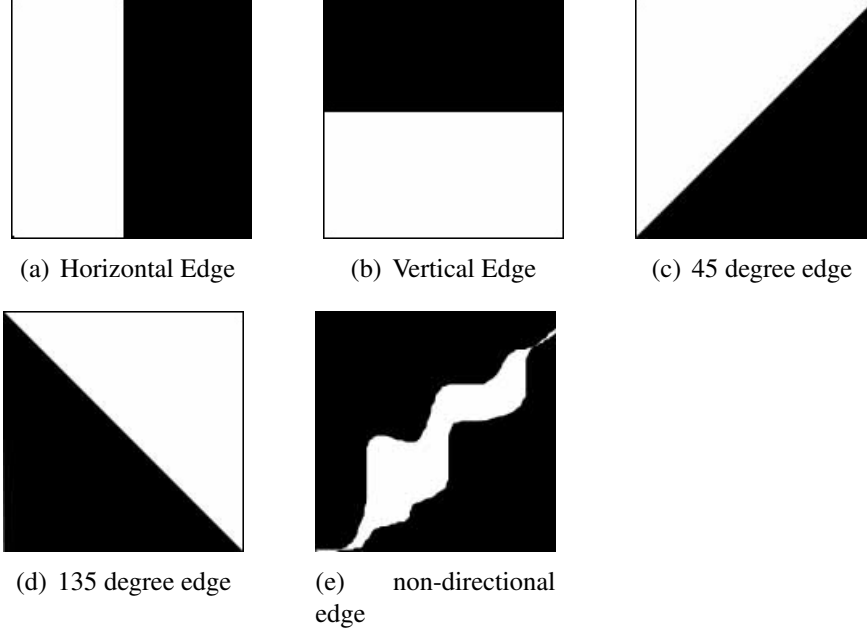 (a) Horizontal Edge
(b) Vertical Edge
(c) 45 degree edge
(d) 135 degree edge
(e) non-directional
edge